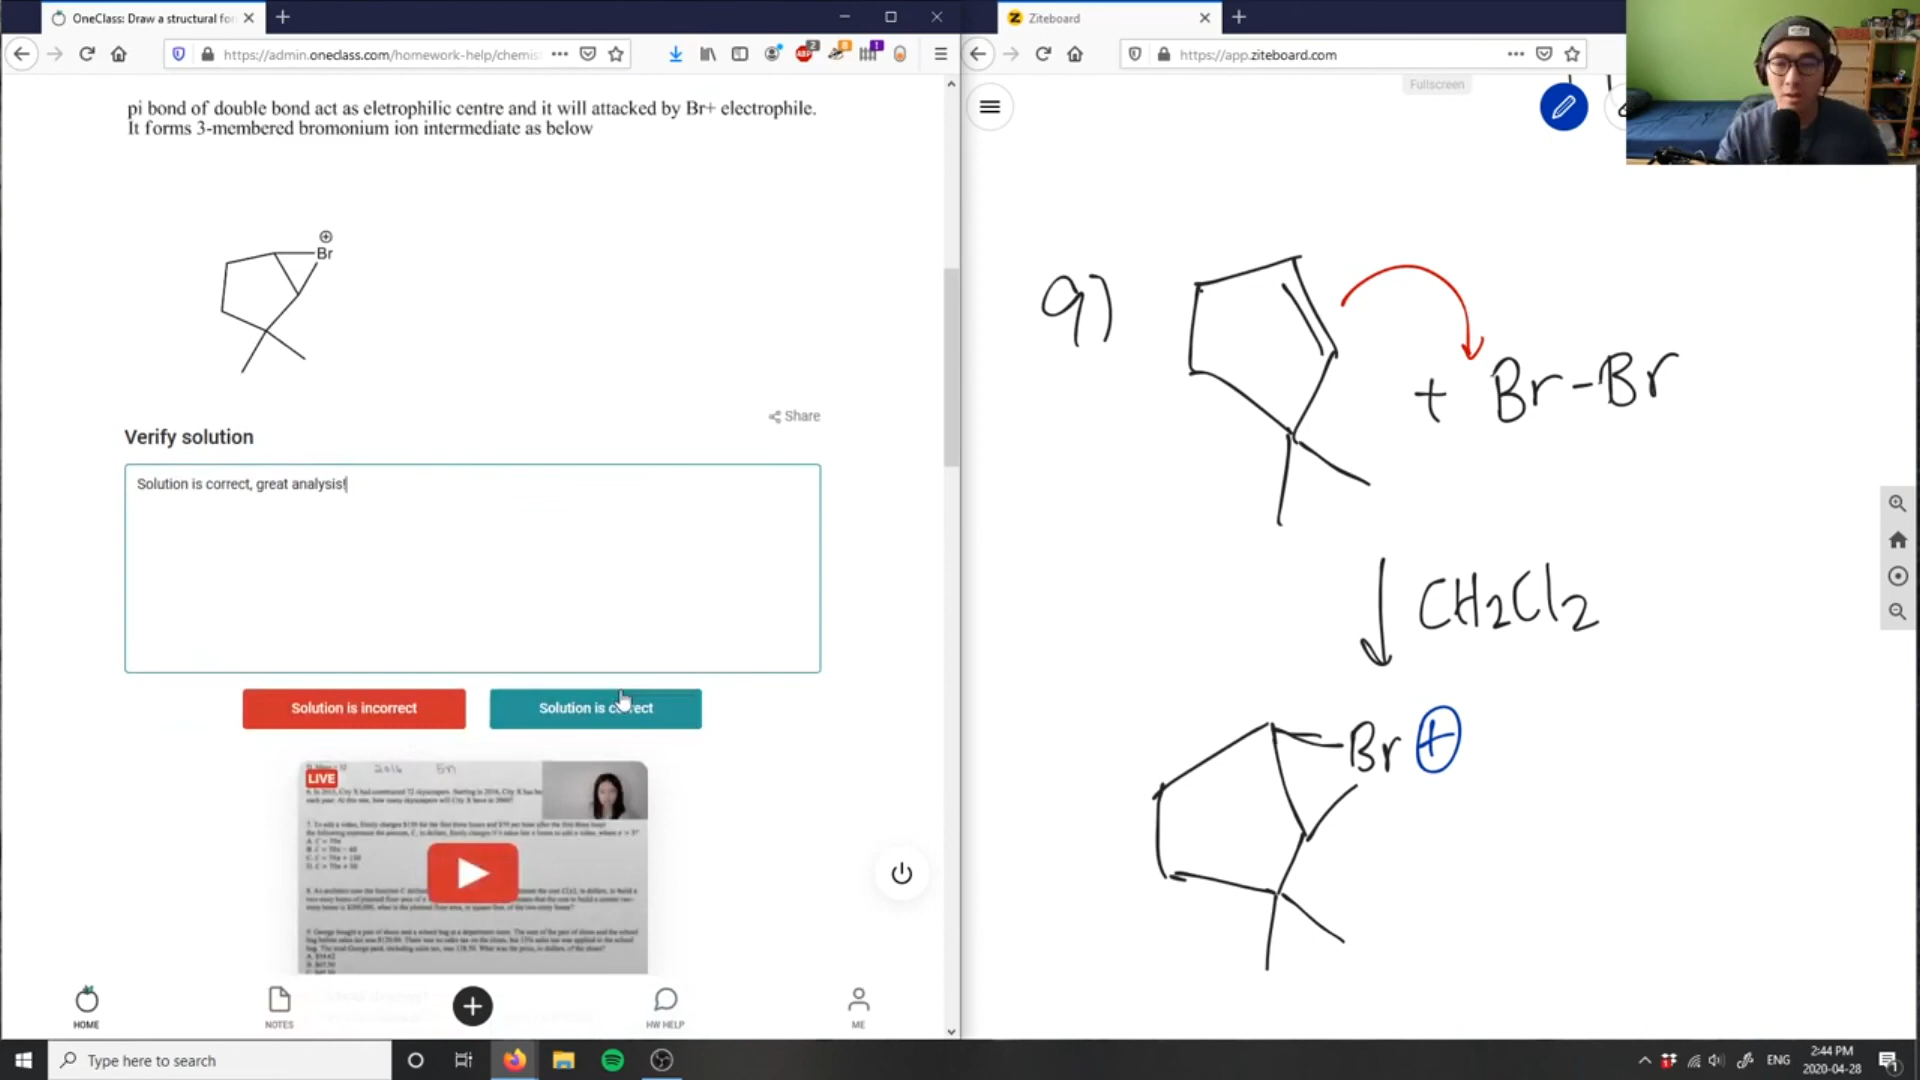 OneClass: Draw a structural for
Ziteboard
https://admin.oneclass.com/homework-help/chemis
https://app.ziteboard.com
Fullscreen
pi bond of double bond act as eletrophilic centre and it will attacked by Br+ electrophile.
It forms 3-membered bromonium ion intermediate as below
⊕
Br
Share
Verify solution
Solution is correct, great analysis!
Solution is incorrect
Solution is correct
LIVE
HOME
NOTES
HW HELP
ME
9)
+ Br-Br
CH2Cl2
Br ⊕
Type here to search
ENG
2:44 PM
2020-04-28